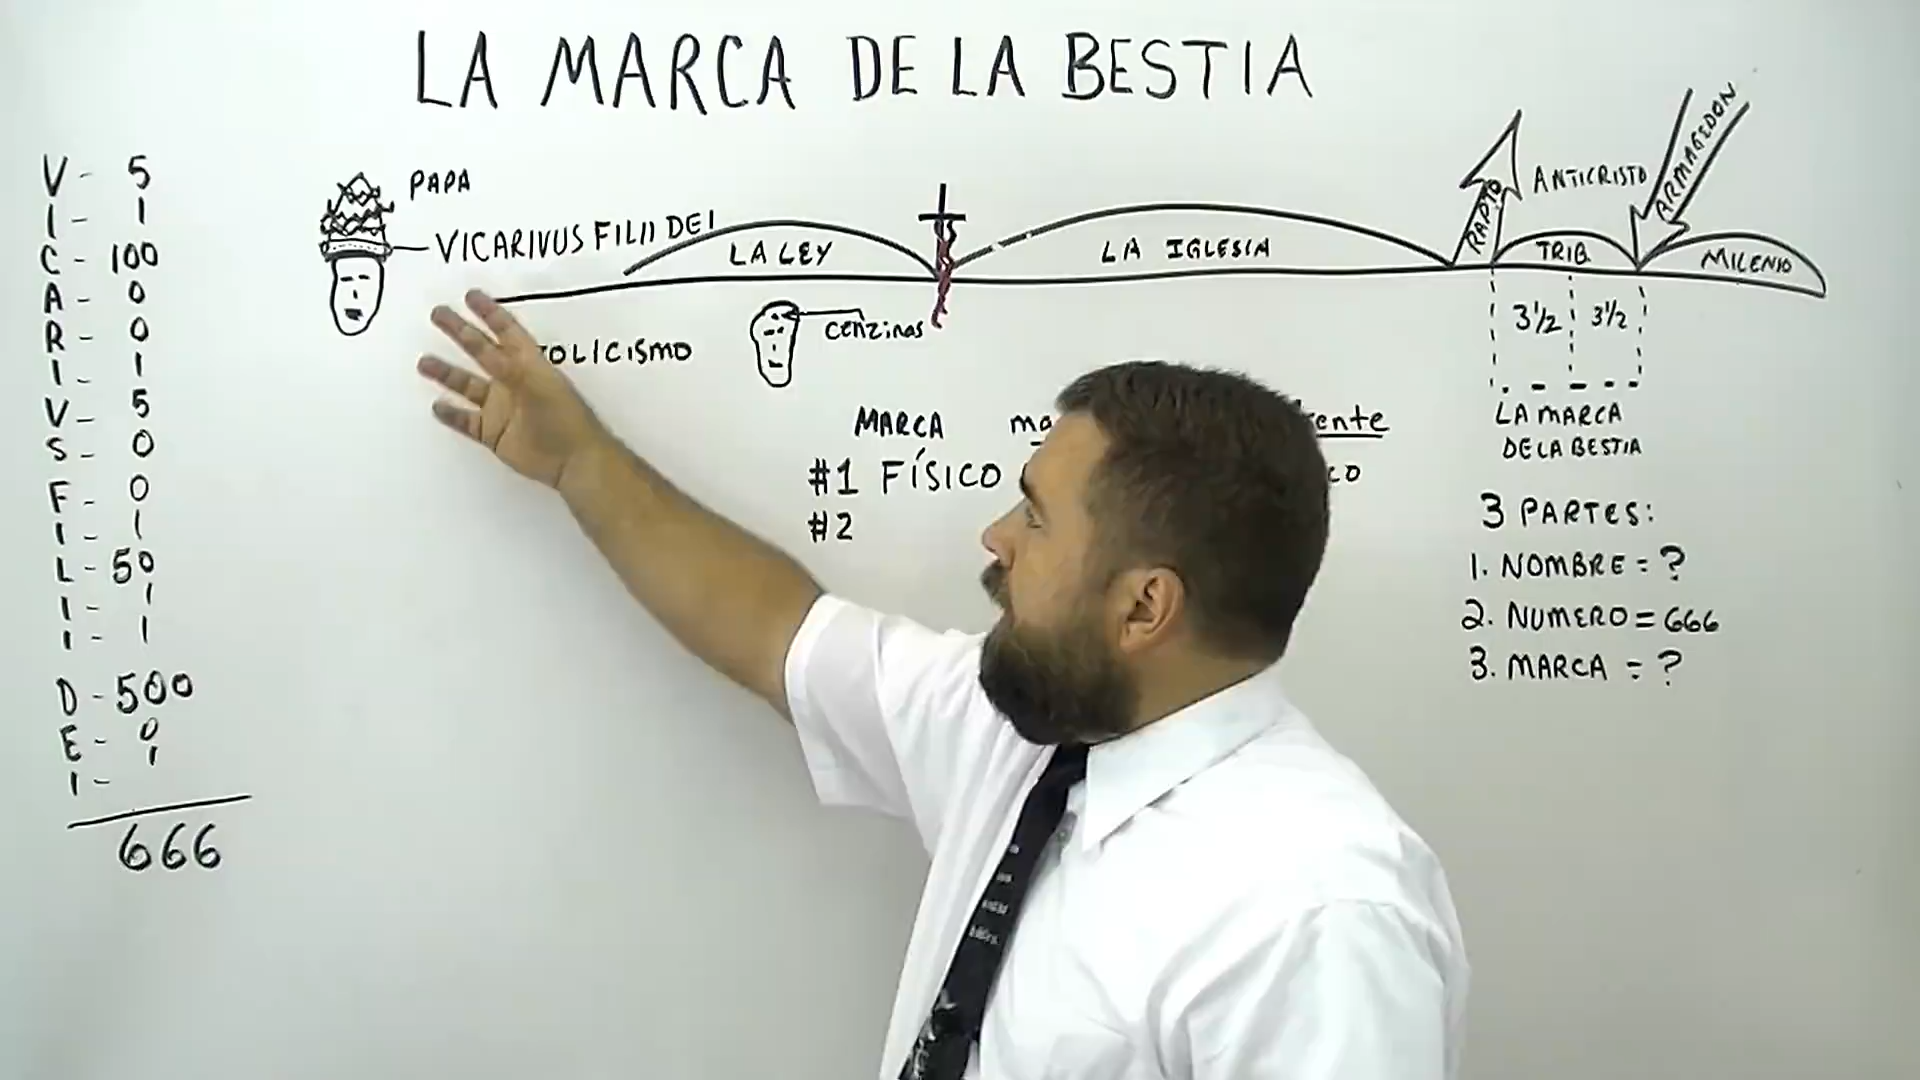 LA MARCA DE LA BESTIA
V - 5
I - 1
C - 100
A - 0
R - 0
I - 1
V - 5
S - 0
F - 0
I - 1
L - 50
I - 1
I - 1
D - 500
E - 0
I - 1
666
PAPA
VICARIVUS FILII DEI
LA LEY
LA IGLESIA
RAPTO
ANTICRISTO
ARMAGEDON
TRIB.
MILENIO
3½ 3½
cenizas
LA MARCA
DE LA BESTIA
MARCA
#1 FÍSICO
#2
3 PARTES:
1. NOMBRE = ?
2. NUMERO = 666
3. MARCA = ?